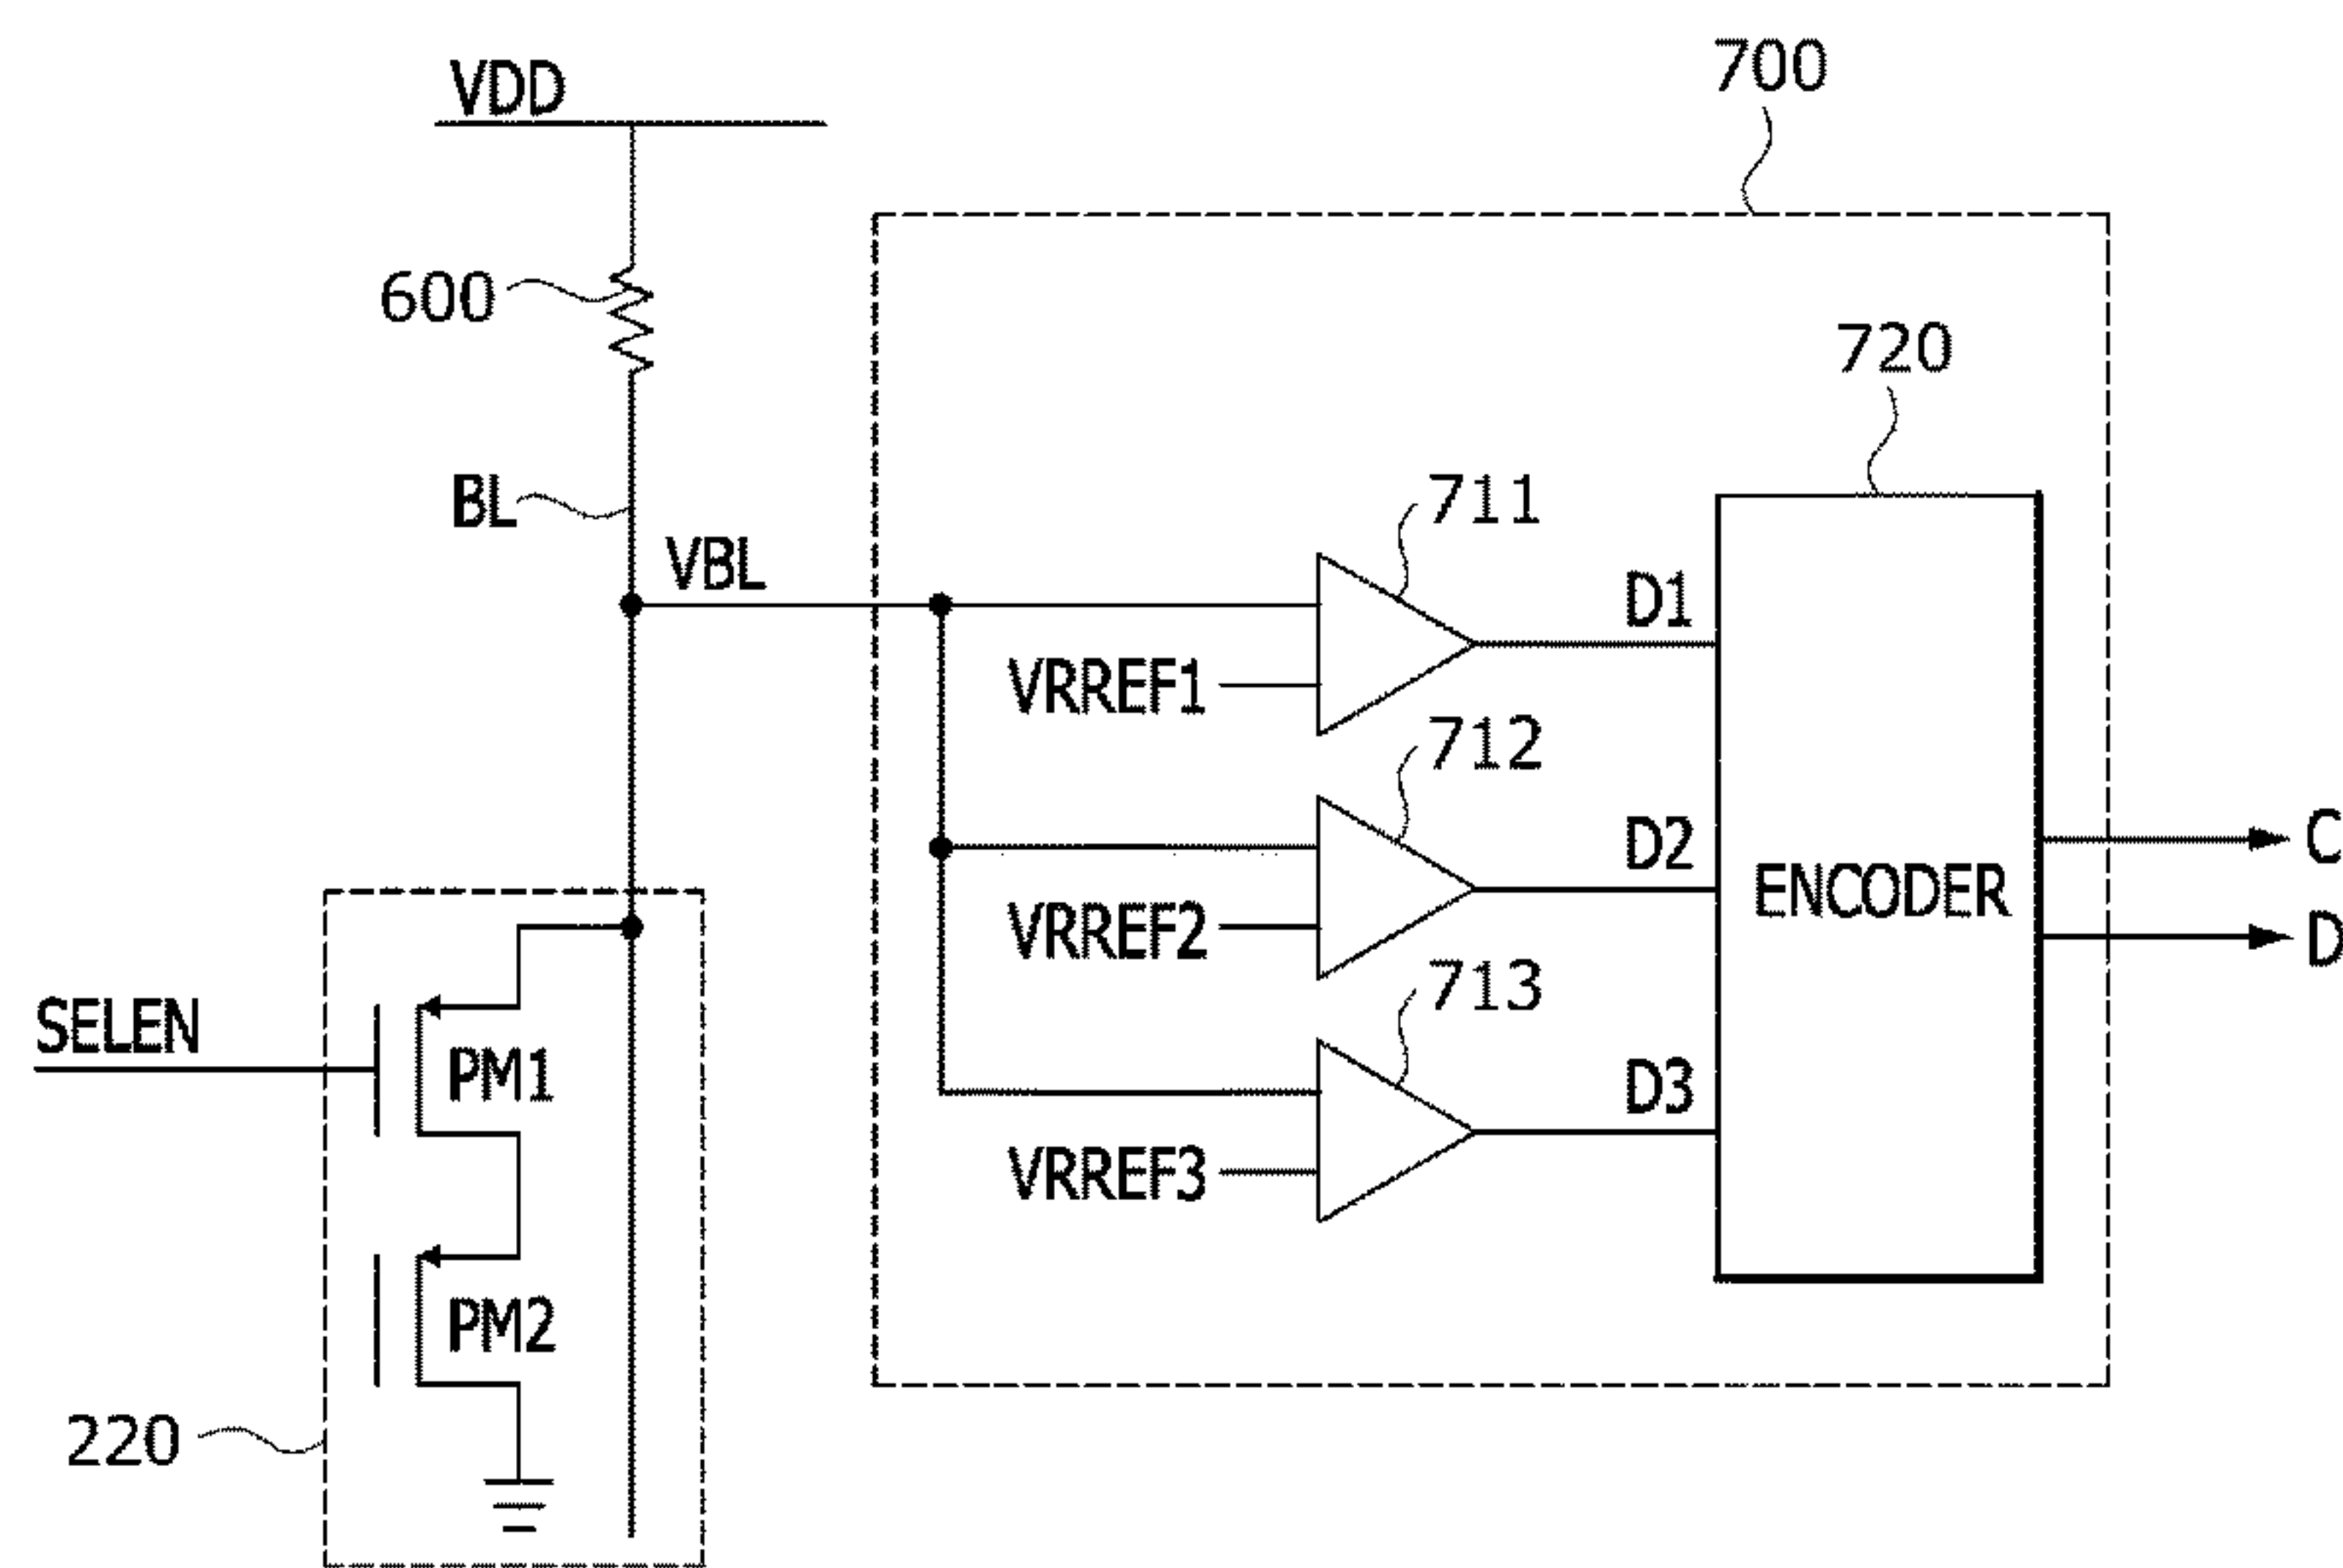 VDD
700
600
720
BL
VBL
711
D1
VRREF1
712
D2
VRREF2
ENCODER
C
D
713
D3
VRREF3
SELEN
PM1
PM2
220